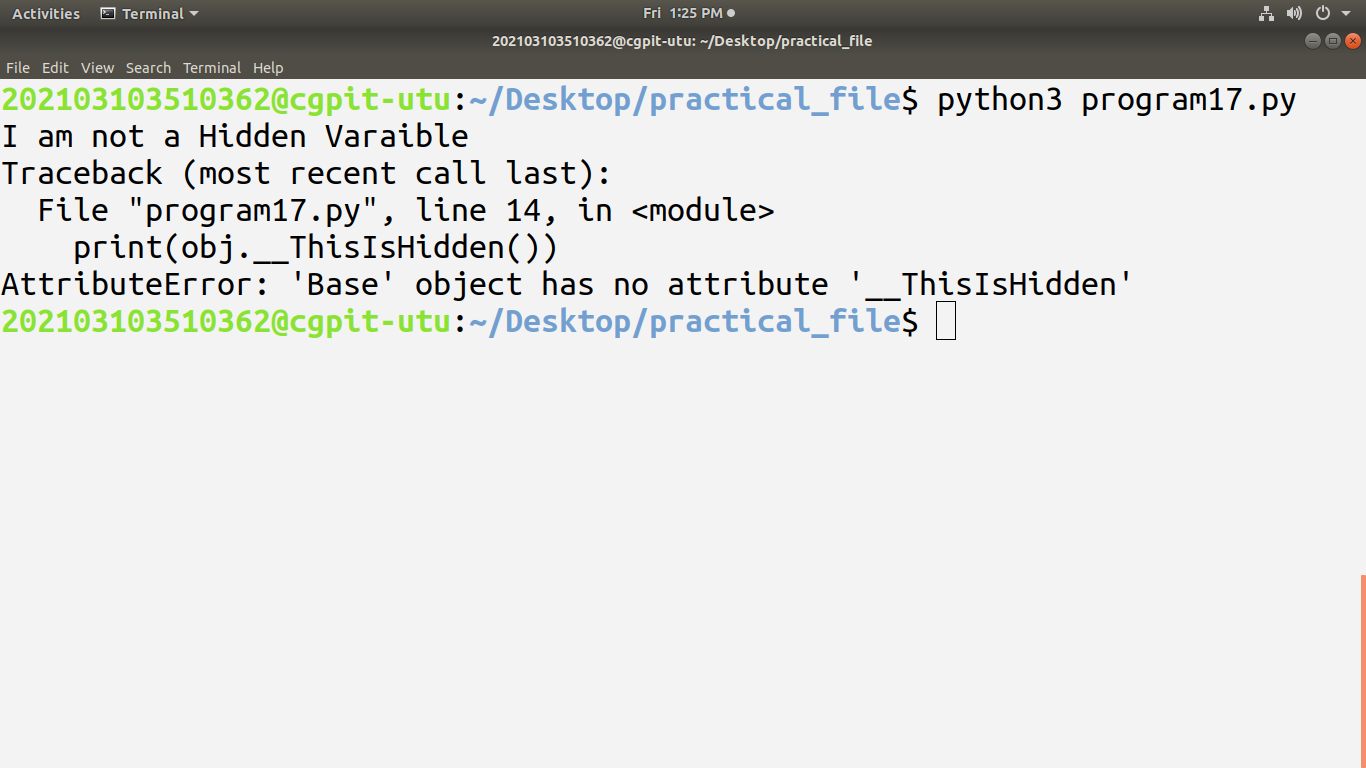 Activities Terminal Fri 1:25 PM
202103103510362@cgpit-utu: ~/Desktop/practical_file
File Edit View Search Terminal Help
202103103510362@cgpit-utu:~/Desktop/practical_file$ python3 program17.py
I am not a Hidden Varaible
Traceback (most recent call last):
  File "program17.py", line 14, in <module>
    print(obj.__ThisIsHidden())
AttributeError: 'Base' object has no attribute '__ThisIsHidden'
202103103510362@cgpit-utu:~/Desktop/practical_file$